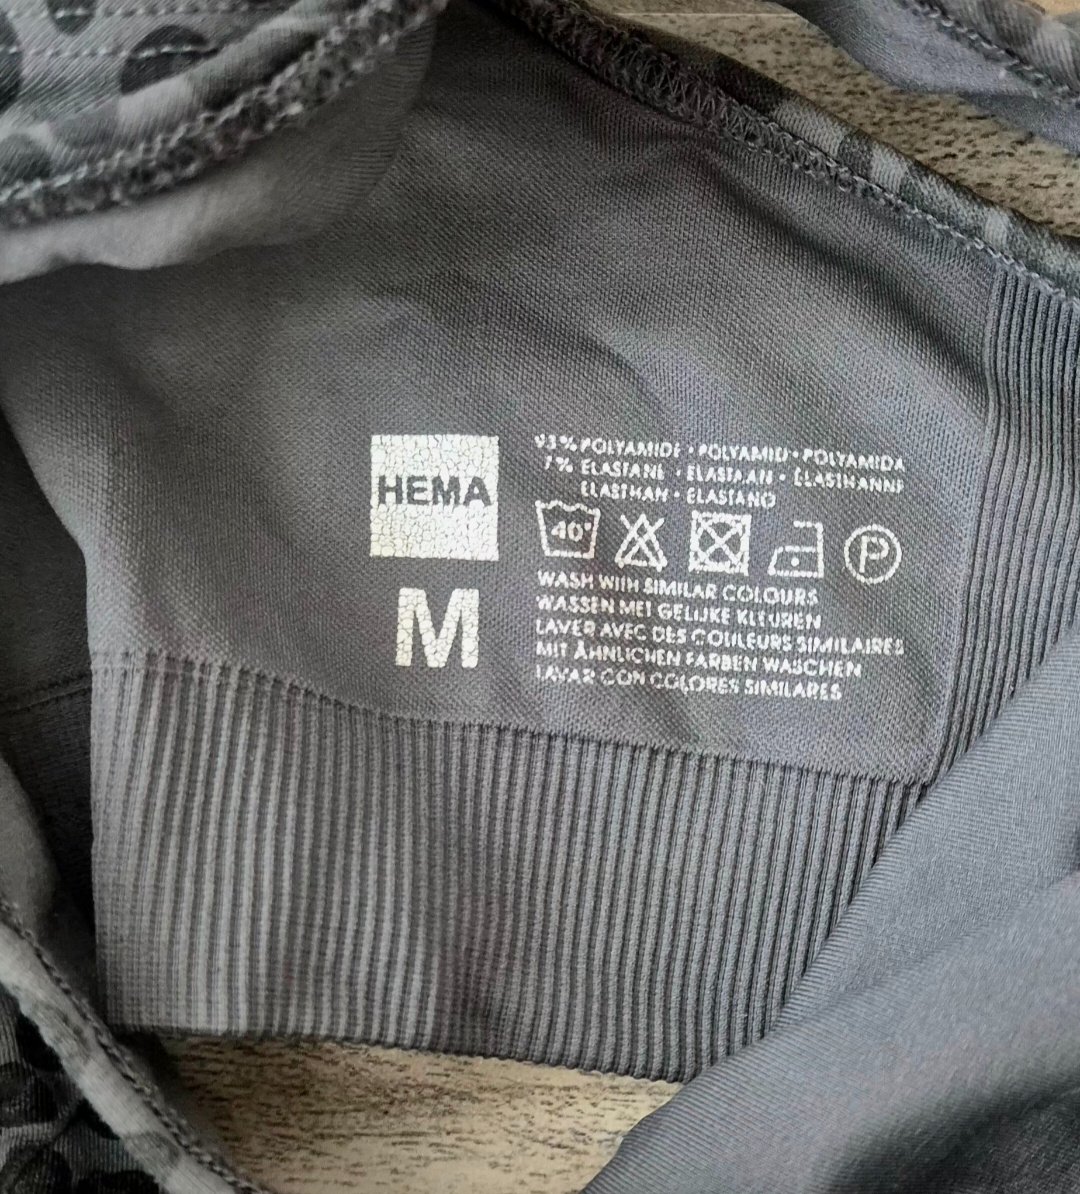 HEMA
M
93% POLYAMIDE • POLYAMID • POLYAMIDA
7% ELASTANE • ELASTAAN • ELASTHANNE
ELASTHAN • ELASTANO
40°
P
WASH WITH SIMILAR COLOURS
WASSEN MET GELIJKE KLEUREN
LAVER AVEC DES COULEURS SIMILAIRES
MIT ÄHNLICHEN FARBEN WASCHEN
LAVAR CON COLORES SIMILARES